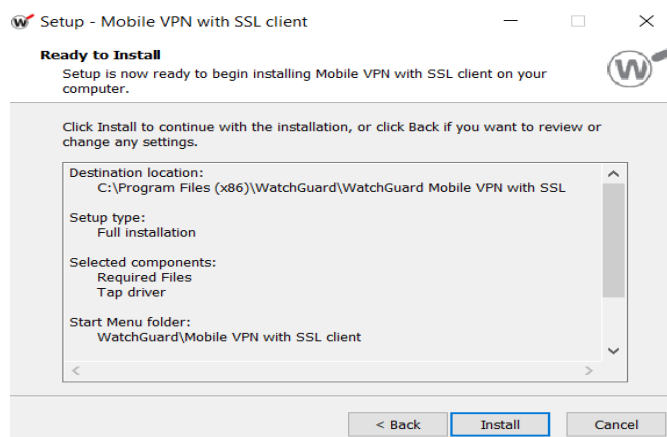 Setup - Mobile VPN with SSL client
Ready to Install
Setup is now ready to begin installing Mobile VPN with SSL client on your
computer.
Click Install to continue with the installation, or click Back if you want to review or
change any settings.
Destination location:
C:\Program Files (x86)\WatchGuard\WatchGuard Mobile VPN with SSL
Setup type:
Full installation
Selected components:
Required Files
Tap driver
Start Menu folder:
WatchGuard\Mobile VPN with SSL client
< Back
Install
Cancel